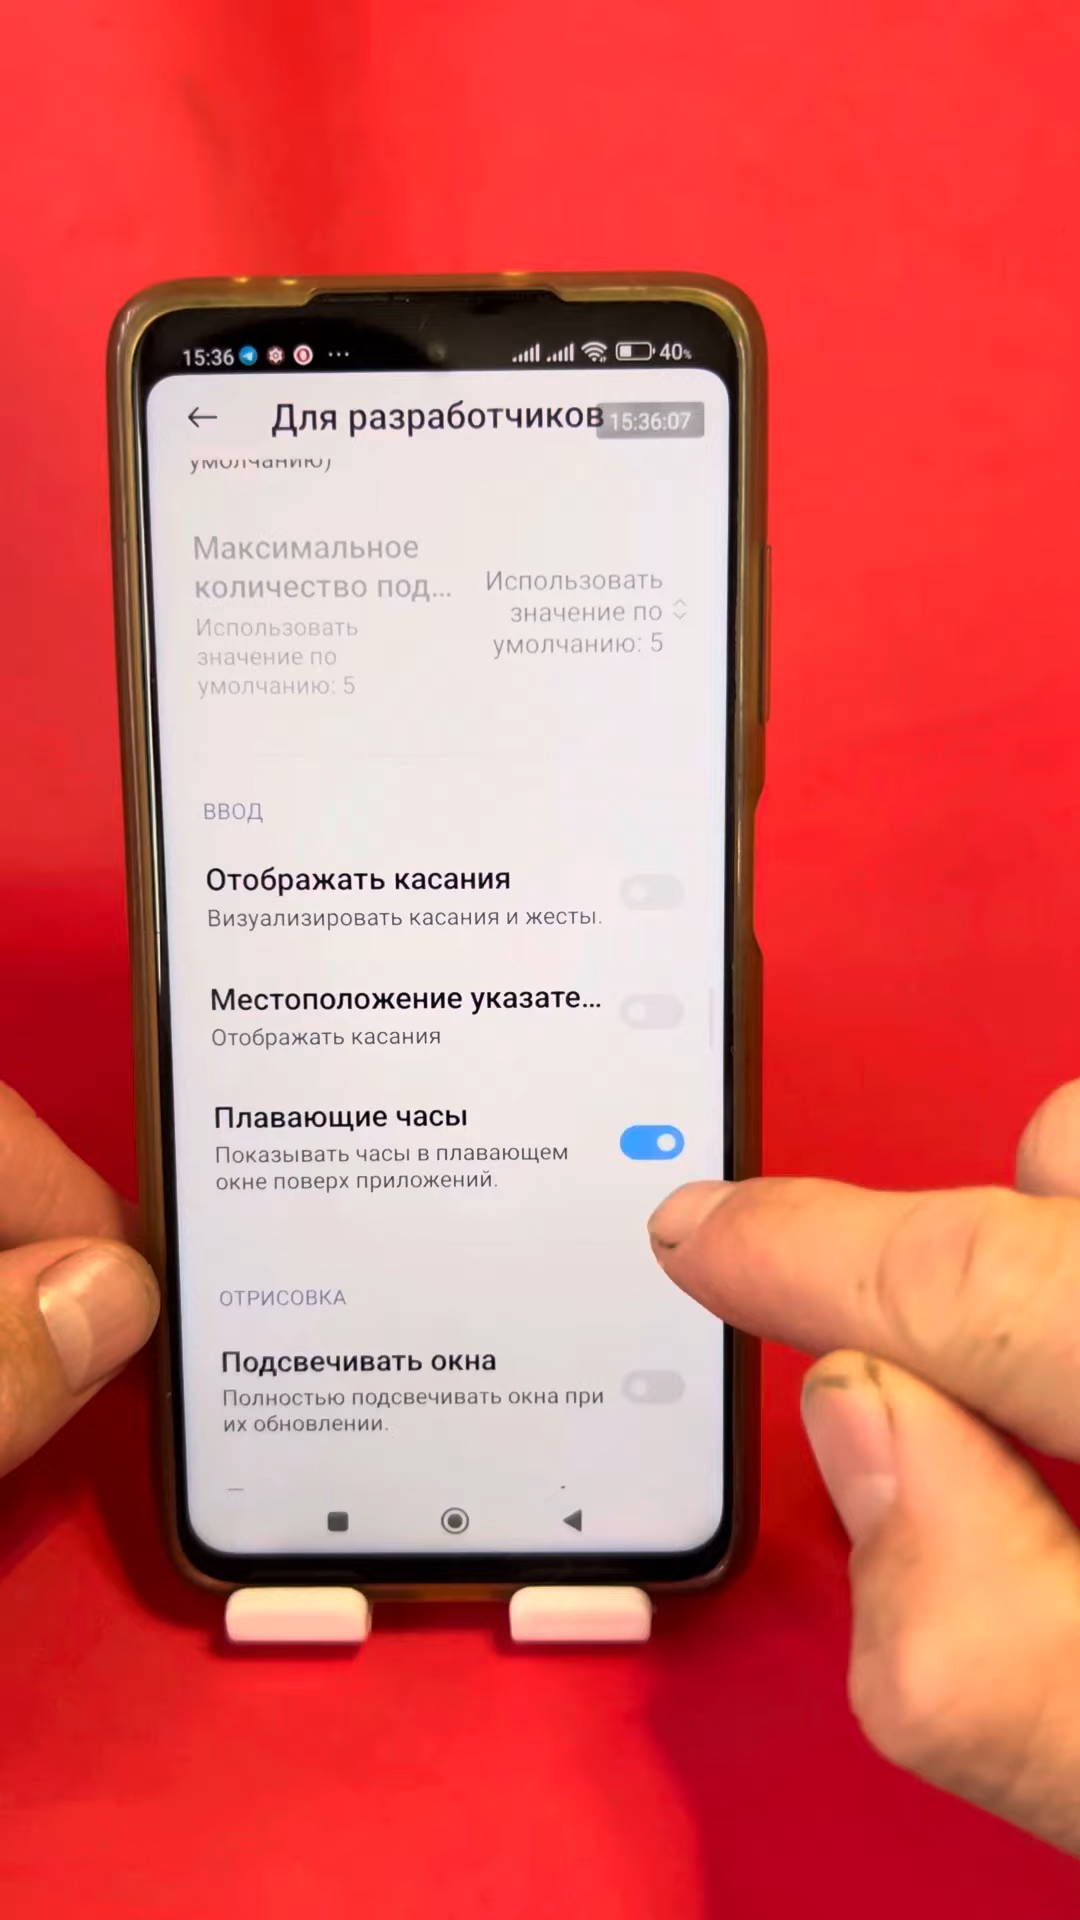 15:36 ... 40%
Для разработчиков 15:36:07
умолчанию)
Максимальное
количество под...
Использовать
значение по
умолчанию: 5
Использовать
значение по
умолчанию: 5
ВВОД
Отображать касания
Визуализировать касания и жесты.
Местоположение указате...
Отображать касания
Плавающие часы
Показывать часы в плавающем
окне поверх приложений.
ОТРИСОВКА
Подсвечивать окна
Полностью подсвечивать окна при
их обновлении.